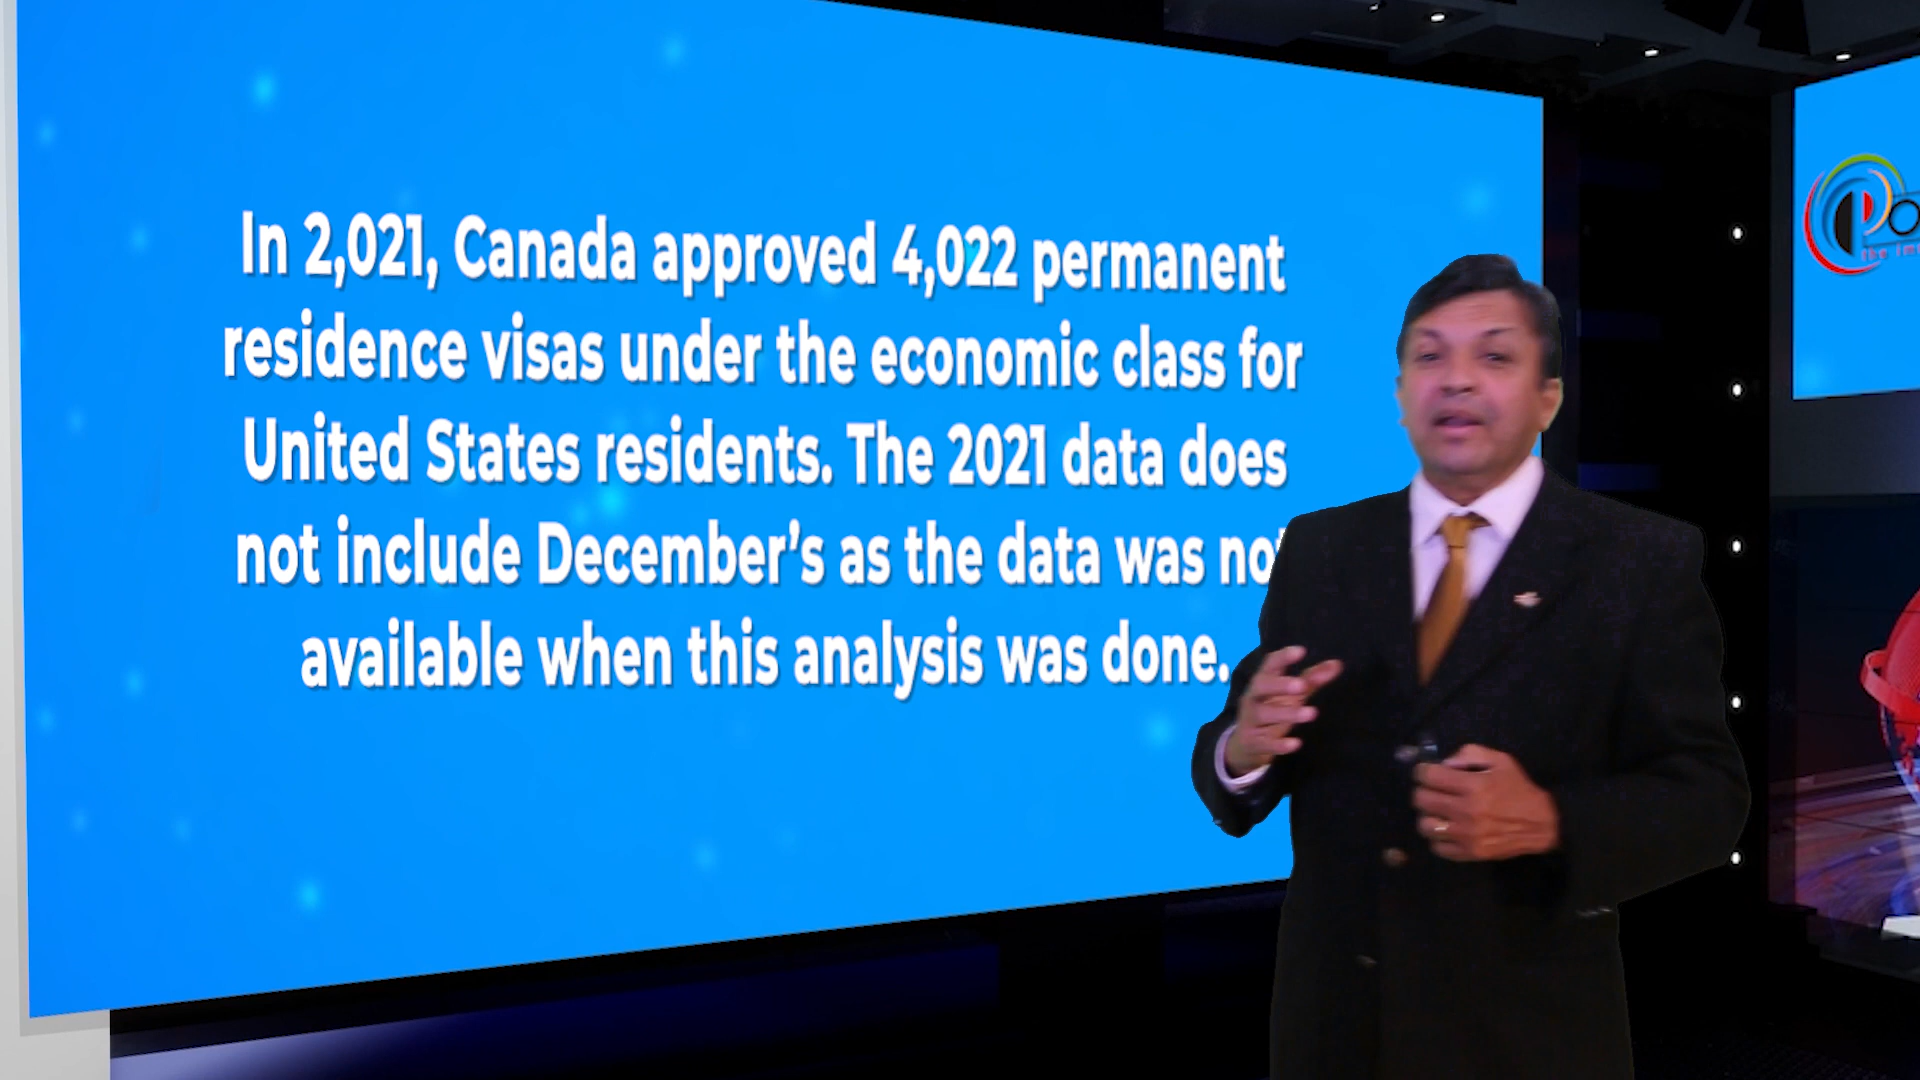 In 2,021, Canada approved 4,022 permanent
residence visas under the economic class for
United States residents. The 2021 data does
not include December's as the data was not
available when this analysis was done.